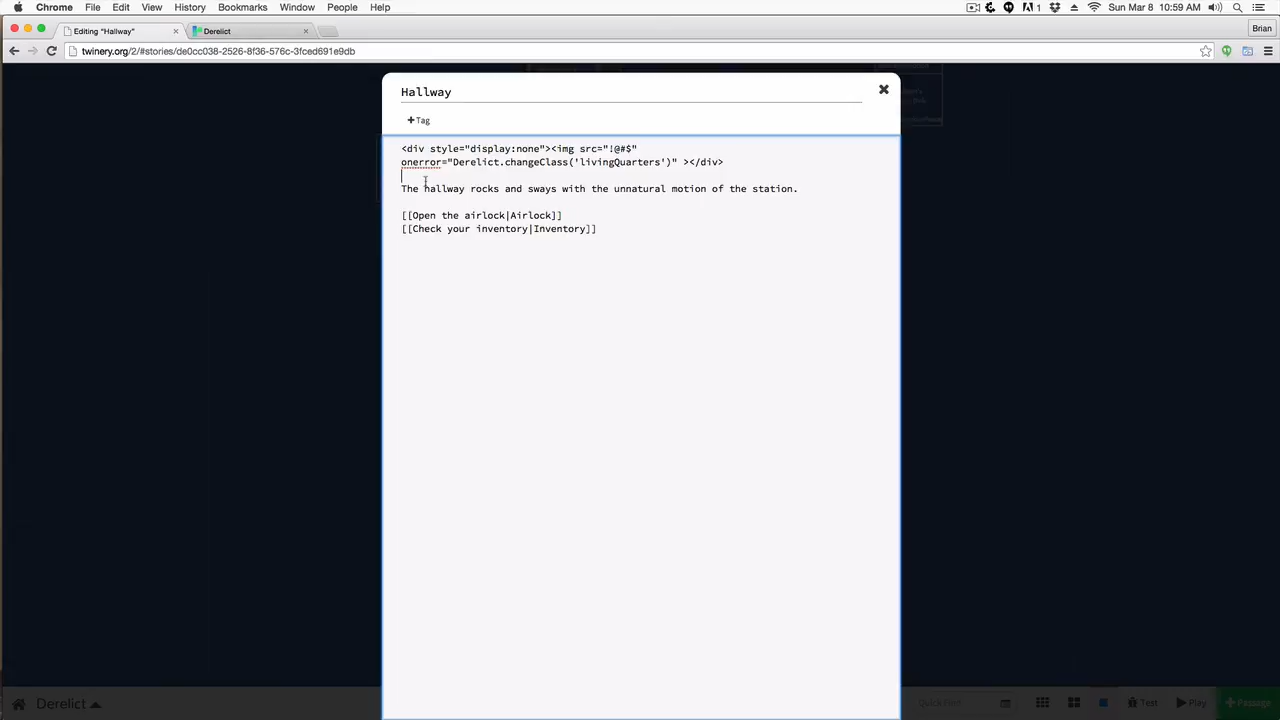 Chrome File Edit View History Bookmarks Window People Help
1 Sun Mar 8 10:59 AM
Editing "Hallway" Derelict
Brian
twinery.org/2/#stories/de0cc038-2526-8f36-576c-3fced691e9db
Hallway
+Tag
<div style="display:none"><img src="!@#$"
onerror="Derelict.changeClass('livingQuarters')" ></div>
The hallway rocks and sways with the unnatural motion of the station.
[[Open the airlock|Airlock]]
[[Check your inventory|Inventory]]
Derelict Quick Find Test Play +Passage